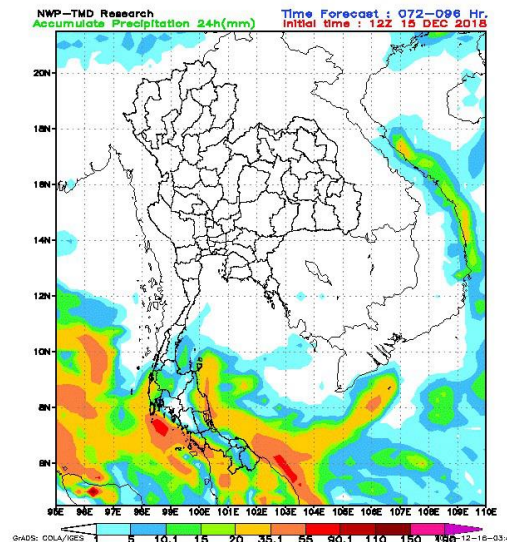 NWP-TMD Research
Time Forecast : 072-096 Hr.
Accumulate Precipitation 24h(mm)
Initial time : 12Z 15 DEC 2018
20N
18N
16N
14N
12N
10N
8N
6N
95E 96E 97E 98E 99E 100E 101E 102E 103E 104E 105E 106E 107E 108E 109E 110E
GrADS: COLA/IGES
1 5 10.1 15 20 35.1 55 90.1 110 150